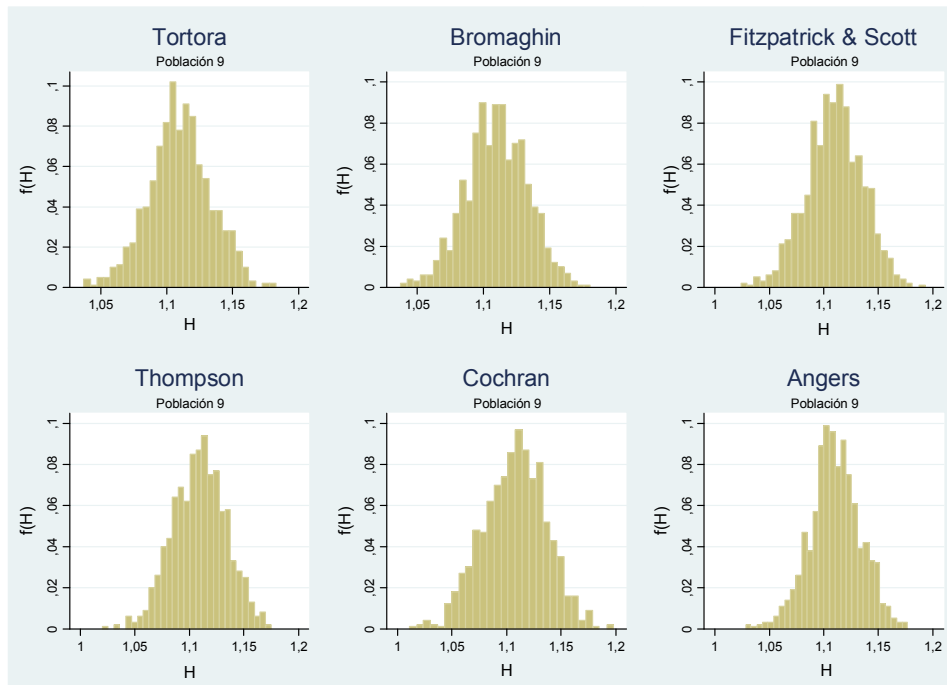 Tortora
Población 9
f(H)
,1
,08
,06
,04
,02
0
1,05 1,1 1,15 1,2
H
Bromaghin
Población 9
f(H)
,1
,08
,06
,04
,02
0
1,05 1,1 1,15 1,2
H
Fitzpatrick & Scott
Población 9
f(H)
,1
,08
,06
,04
,02
0
1 1,05 1,1 1,15 1,2
H
Thompson
Población 9
f(H)
,1
,08
,06
,04
,02
0
1 1,05 1,1 1,15 1,2
H
Cochran
Población 9
f(H)
,1
,08
,06
,04
,02
0
1 1,05 1,1 1,15 1,2
H
Angers
Población 9
f(H)
,1
,08
,06
,04
,02
0
1 1,05 1,1 1,15 1,2
H